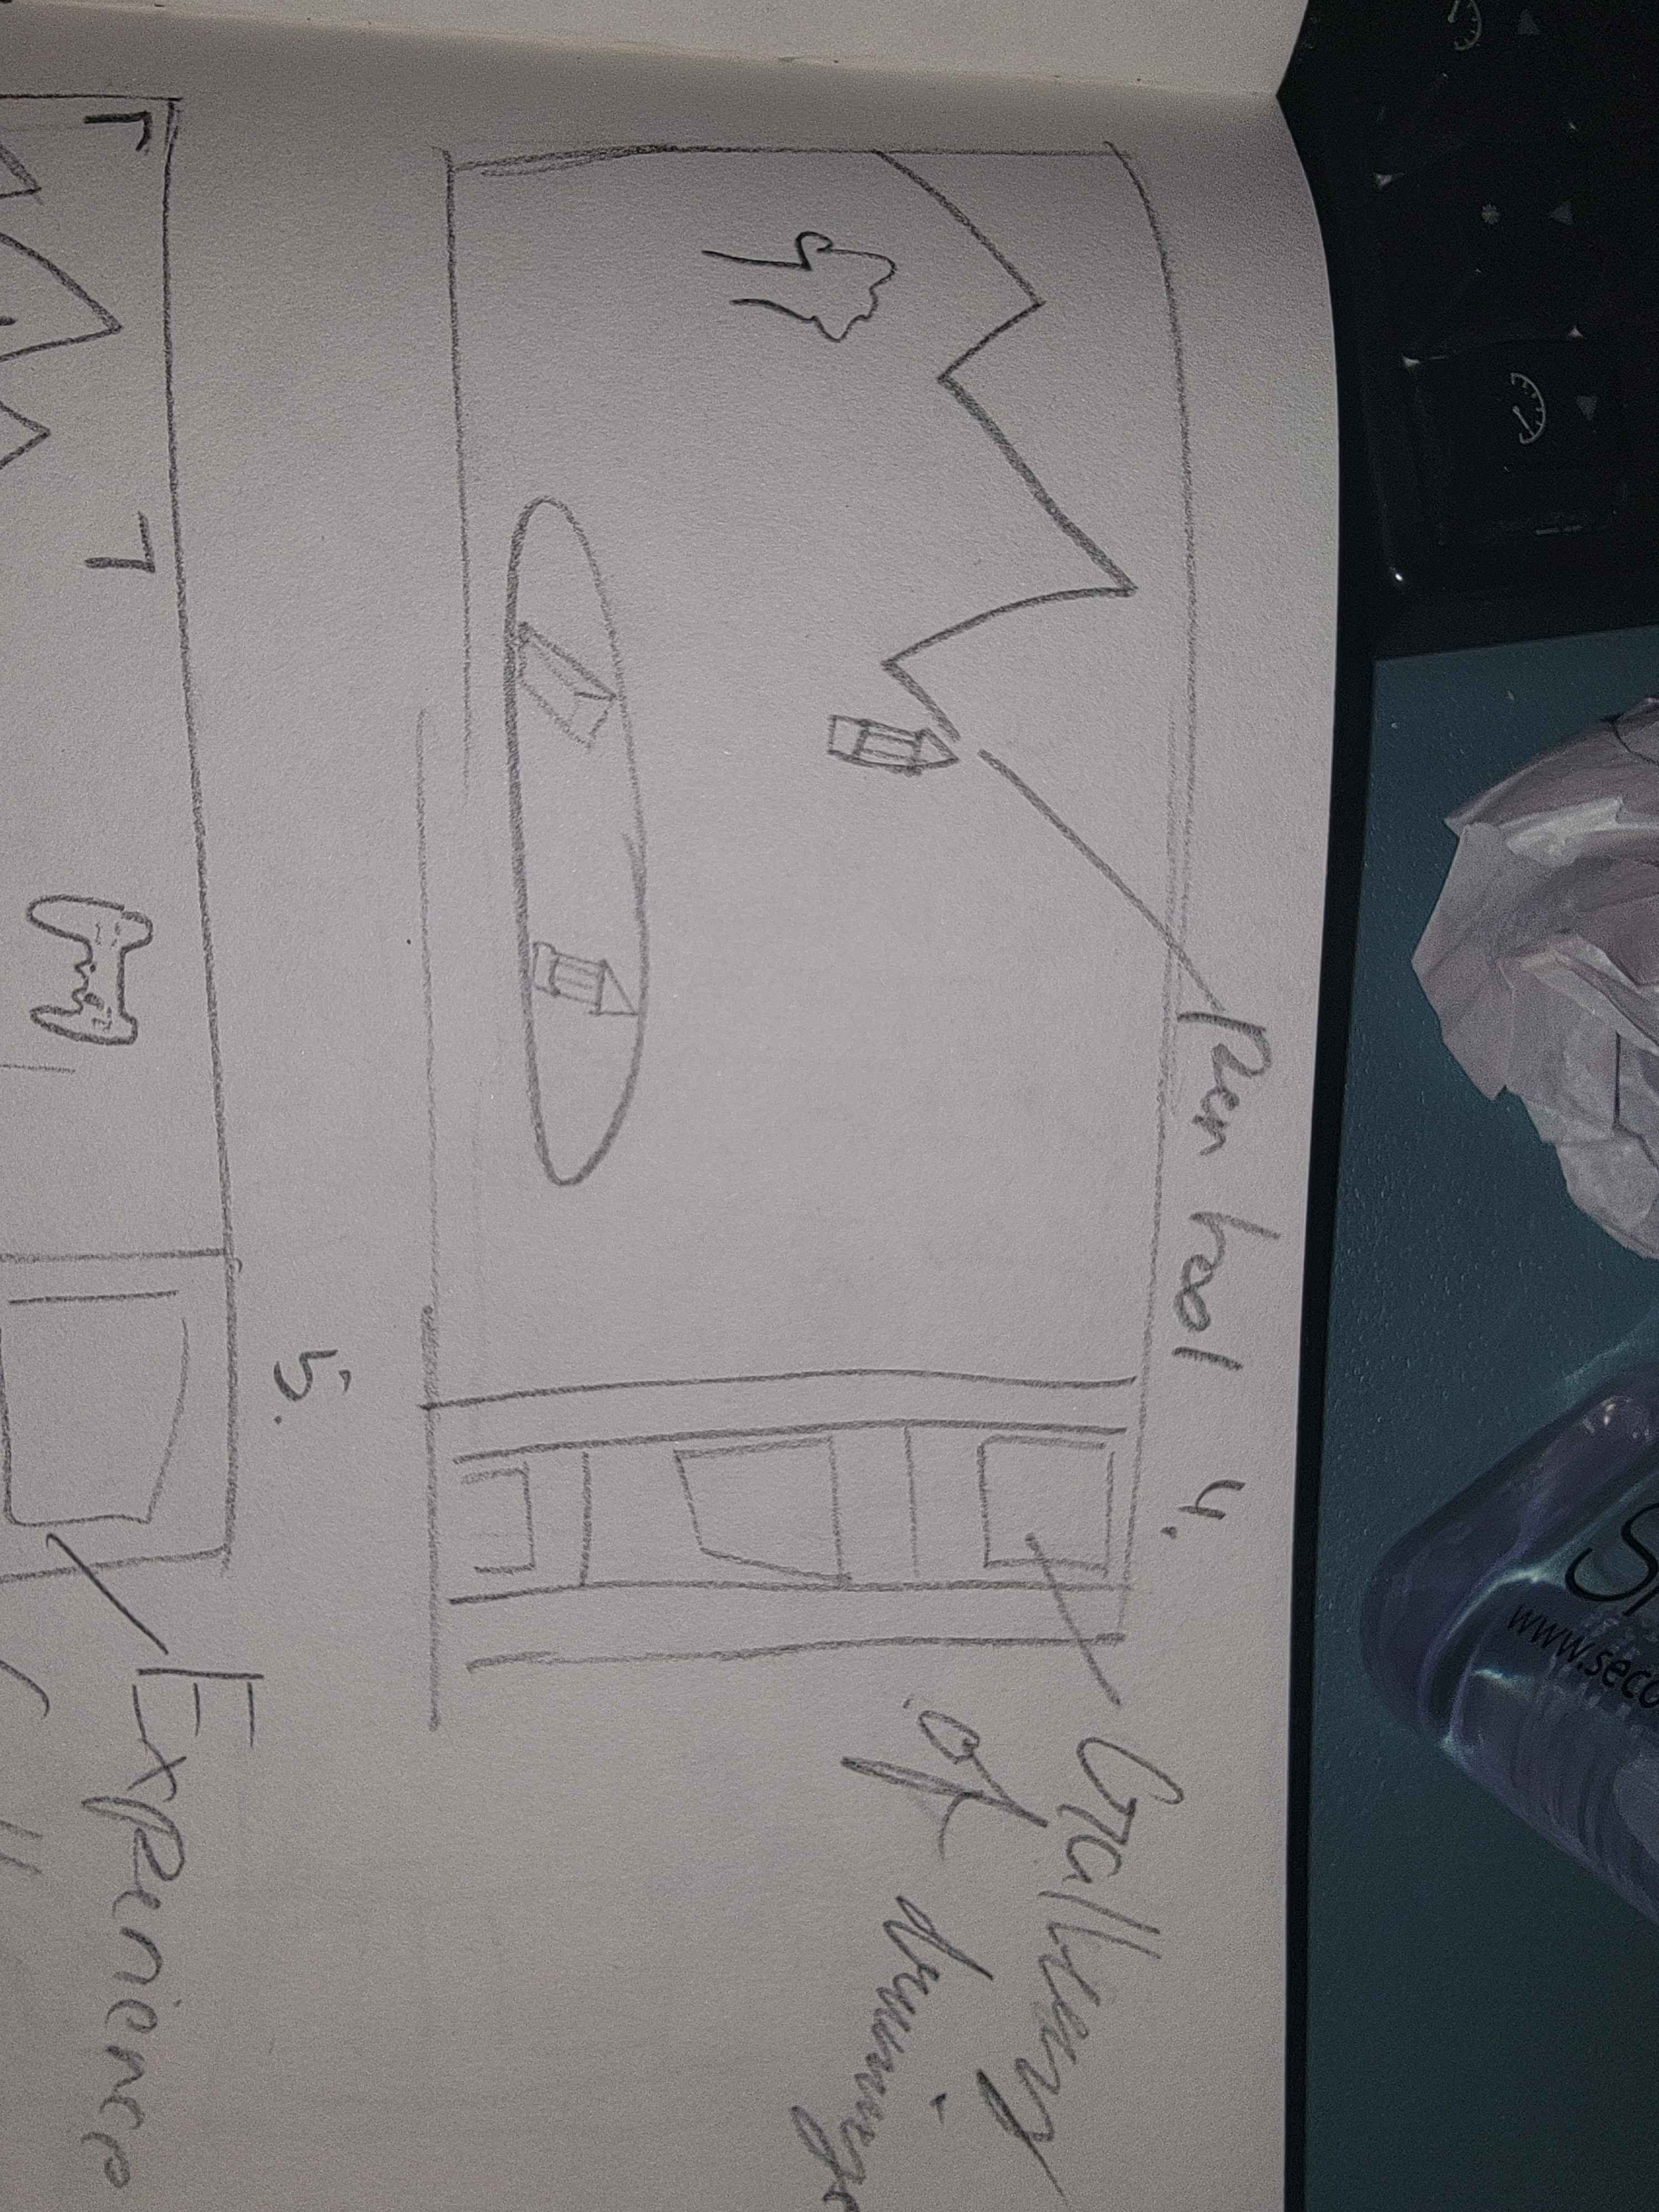 Pen tool
4.
Gallery
of drawings
5.
Experience
www.seco